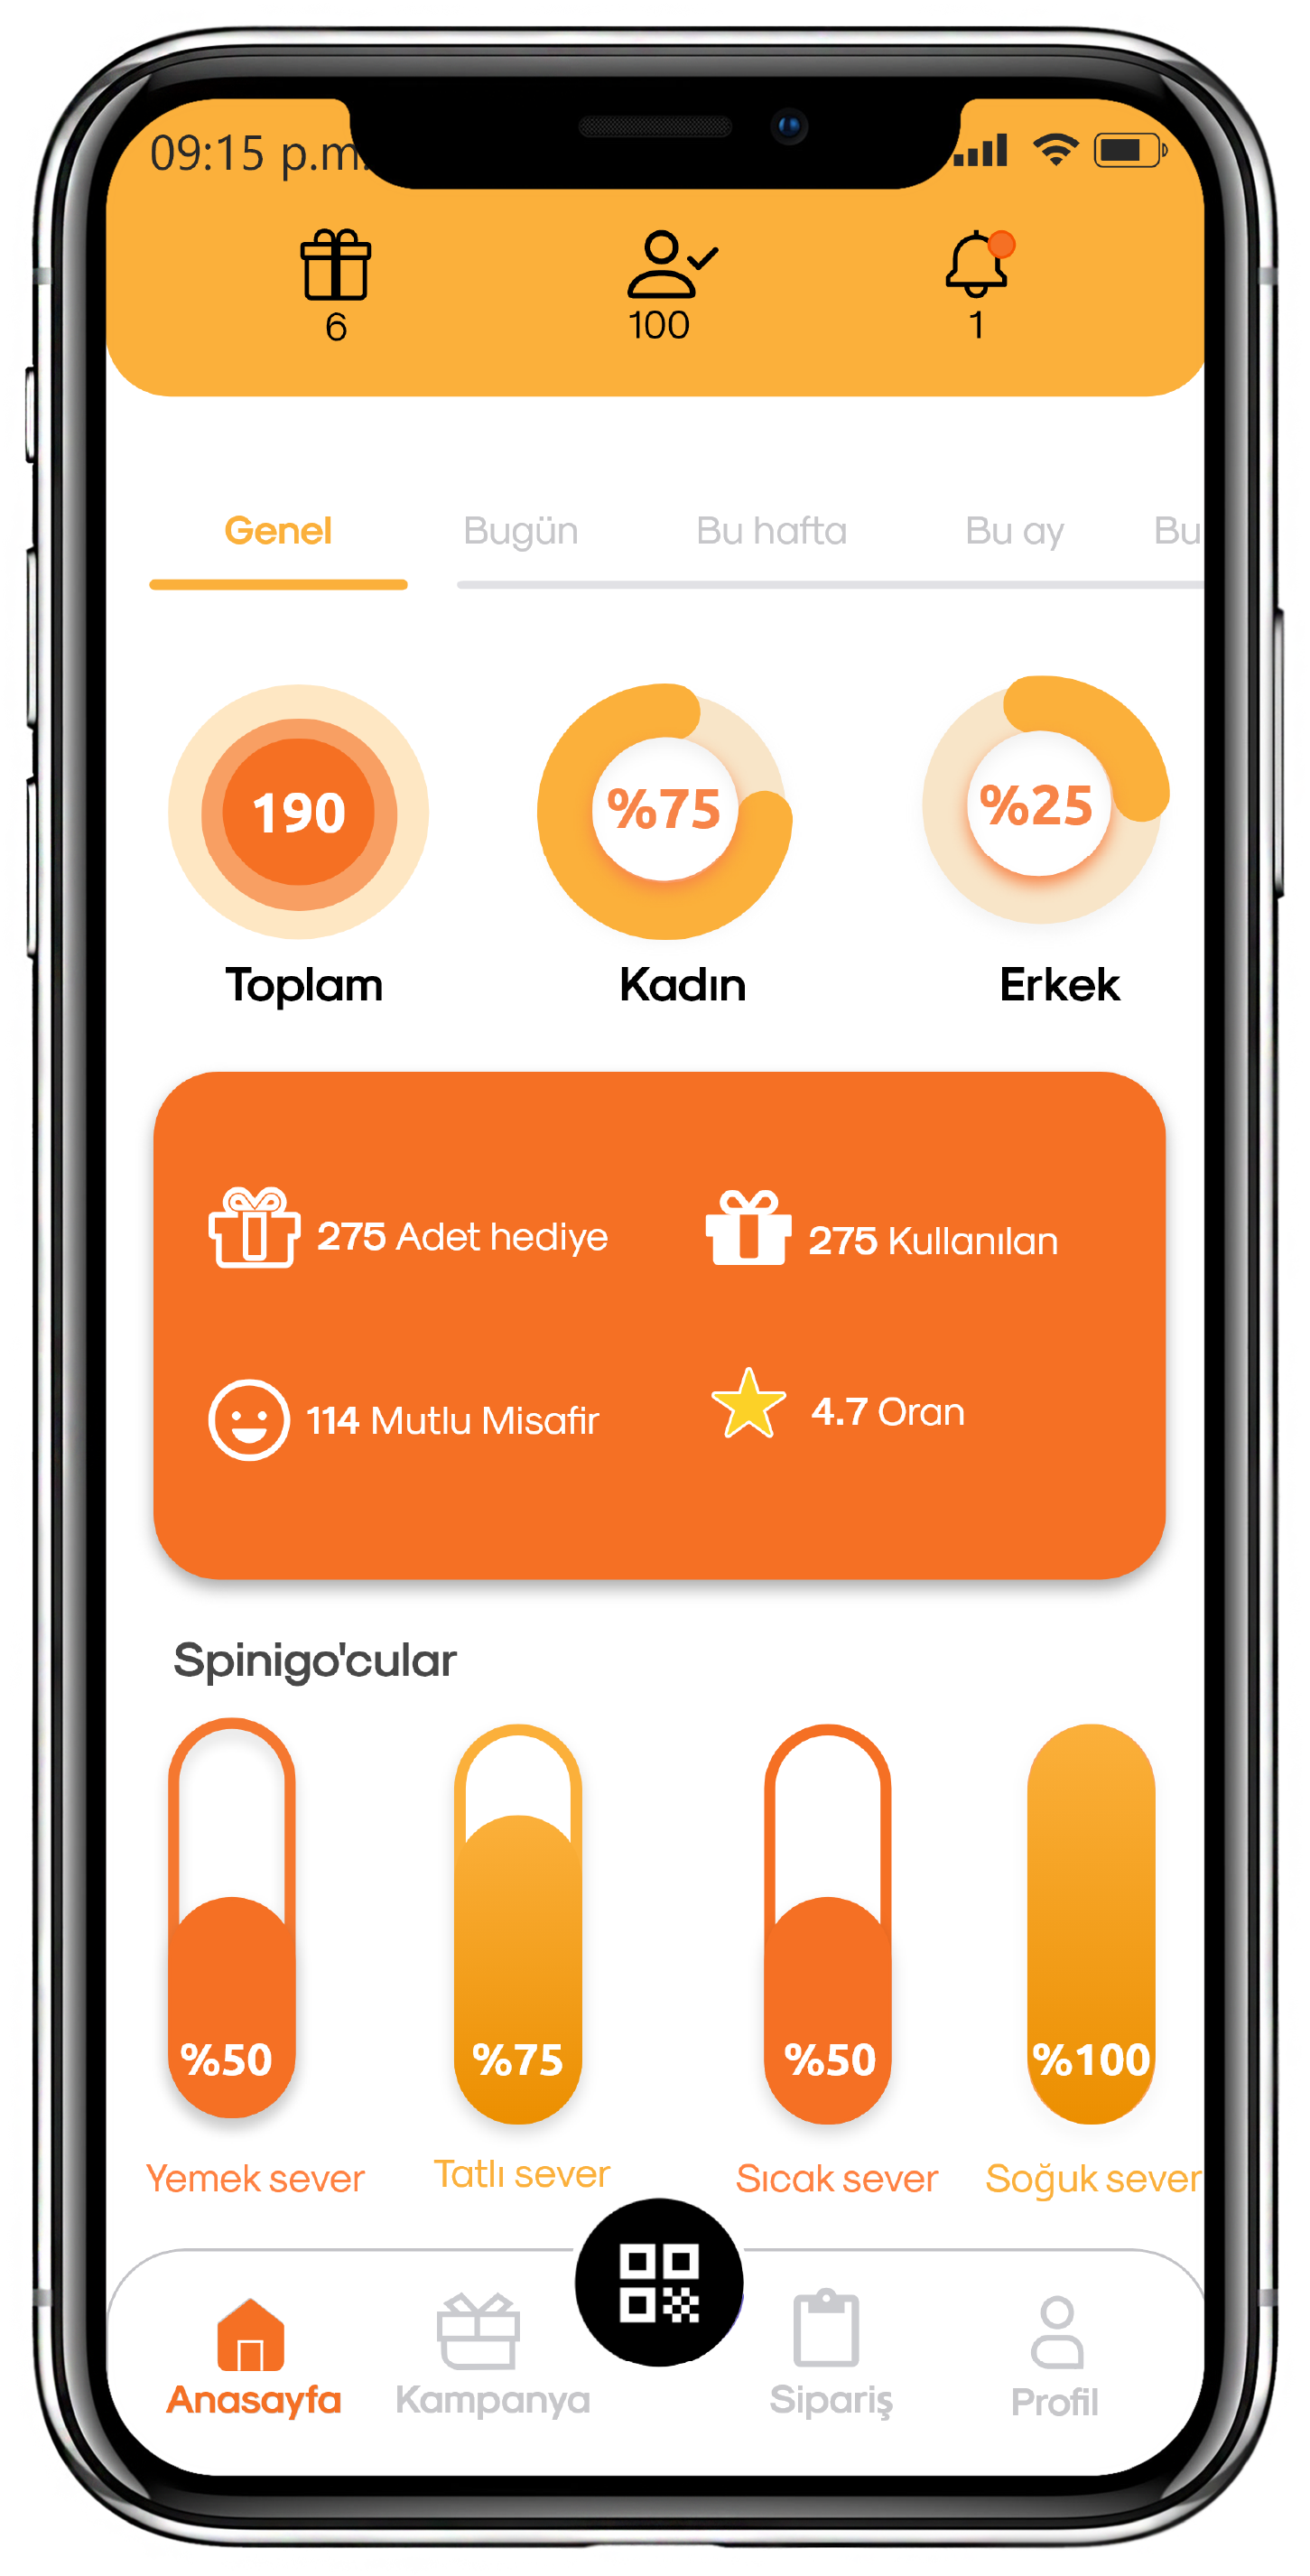 09:15 p.m.
6 100 1
Genel Bugün Bu hafta Bu ay Bu
190 %75 %25
Toplam Kadın Erkek
275 Adet hediye 275 Kullanılan
114 Mutlu Misafir 4.7 Oran
Spinigo'cular
%50 %75 %50 %100
Yemek sever Tatlı sever Sıcak sever Soğuk sever
Anasayfa Kampanya Sipariş Profil